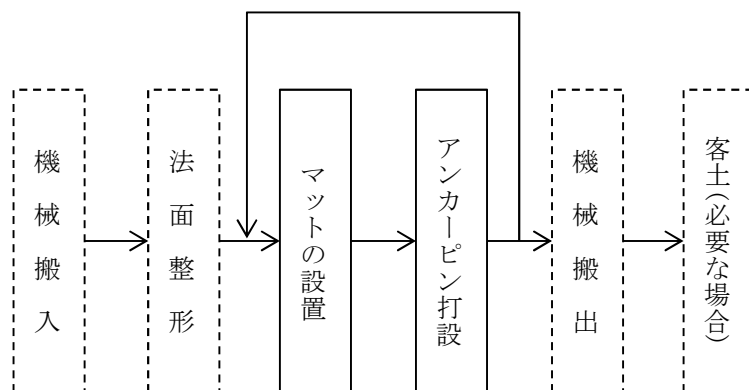 機械搬入
法面整形
マットの設置
アンカーピン打設
機械搬出
客土(必要な場合)